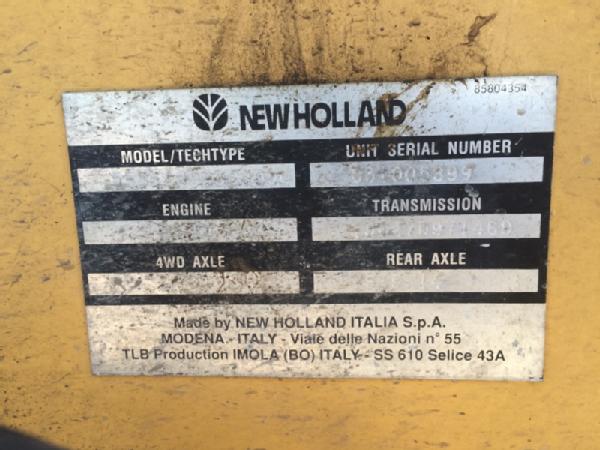 85804354
NEW HOLLAND
MODEL/TECHTYPE UNIT SERIAL NUMBER
ENGINE TRANSMISSION
4WD AXLE REAR AXLE
Made by NEW HOLLAND ITALIA S.p.A.
MODENA - ITALY - Viale delle Nazioni n° 55
TLB Production IMOLA (BO) ITALY - SS 610 Selice 43A